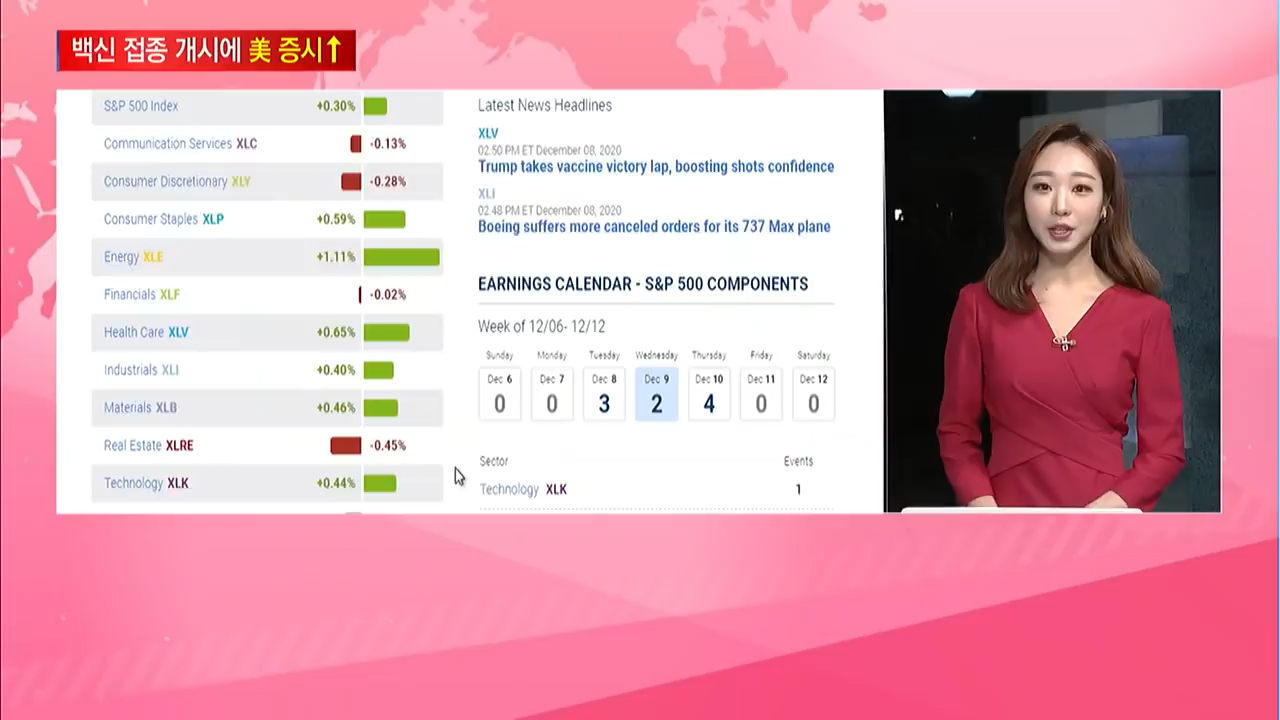 백신 접종 개시에 美 증시↑
S&P 500 Index +0.30%
Communication Services XLC -0.13%
Consumer Discretionary XLY -0.28%
Consumer Staples XLP +0.59%
Energy XLE +1.11%
Financials XLF -0.02%
Health Care XLV +0.65%
Industrials XLI +0.40%
Materials XLB +0.46%
Real Estate XLRE -0.45%
Technology XLK +0.44%
Latest News Headlines
XLV
02:50 PM ET December 08, 2020
Trump takes vaccine victory lap, boosting shots confidence
XLI
02:48 PM ET December 08, 2020
Boeing suffers more canceled orders for its 737 Max plane
EARNINGS CALENDAR - S&P 500 COMPONENTS
Week of 12/06- 12/12
Sunday Monday Tuesday Wednesday Thursday Friday Saturday
Dec 6 Dec 7 Dec 8 Dec 9 Dec 10 Dec 11 Dec 12
0 0 3 2 4 0 0
Sector Events
Technology XLK 1